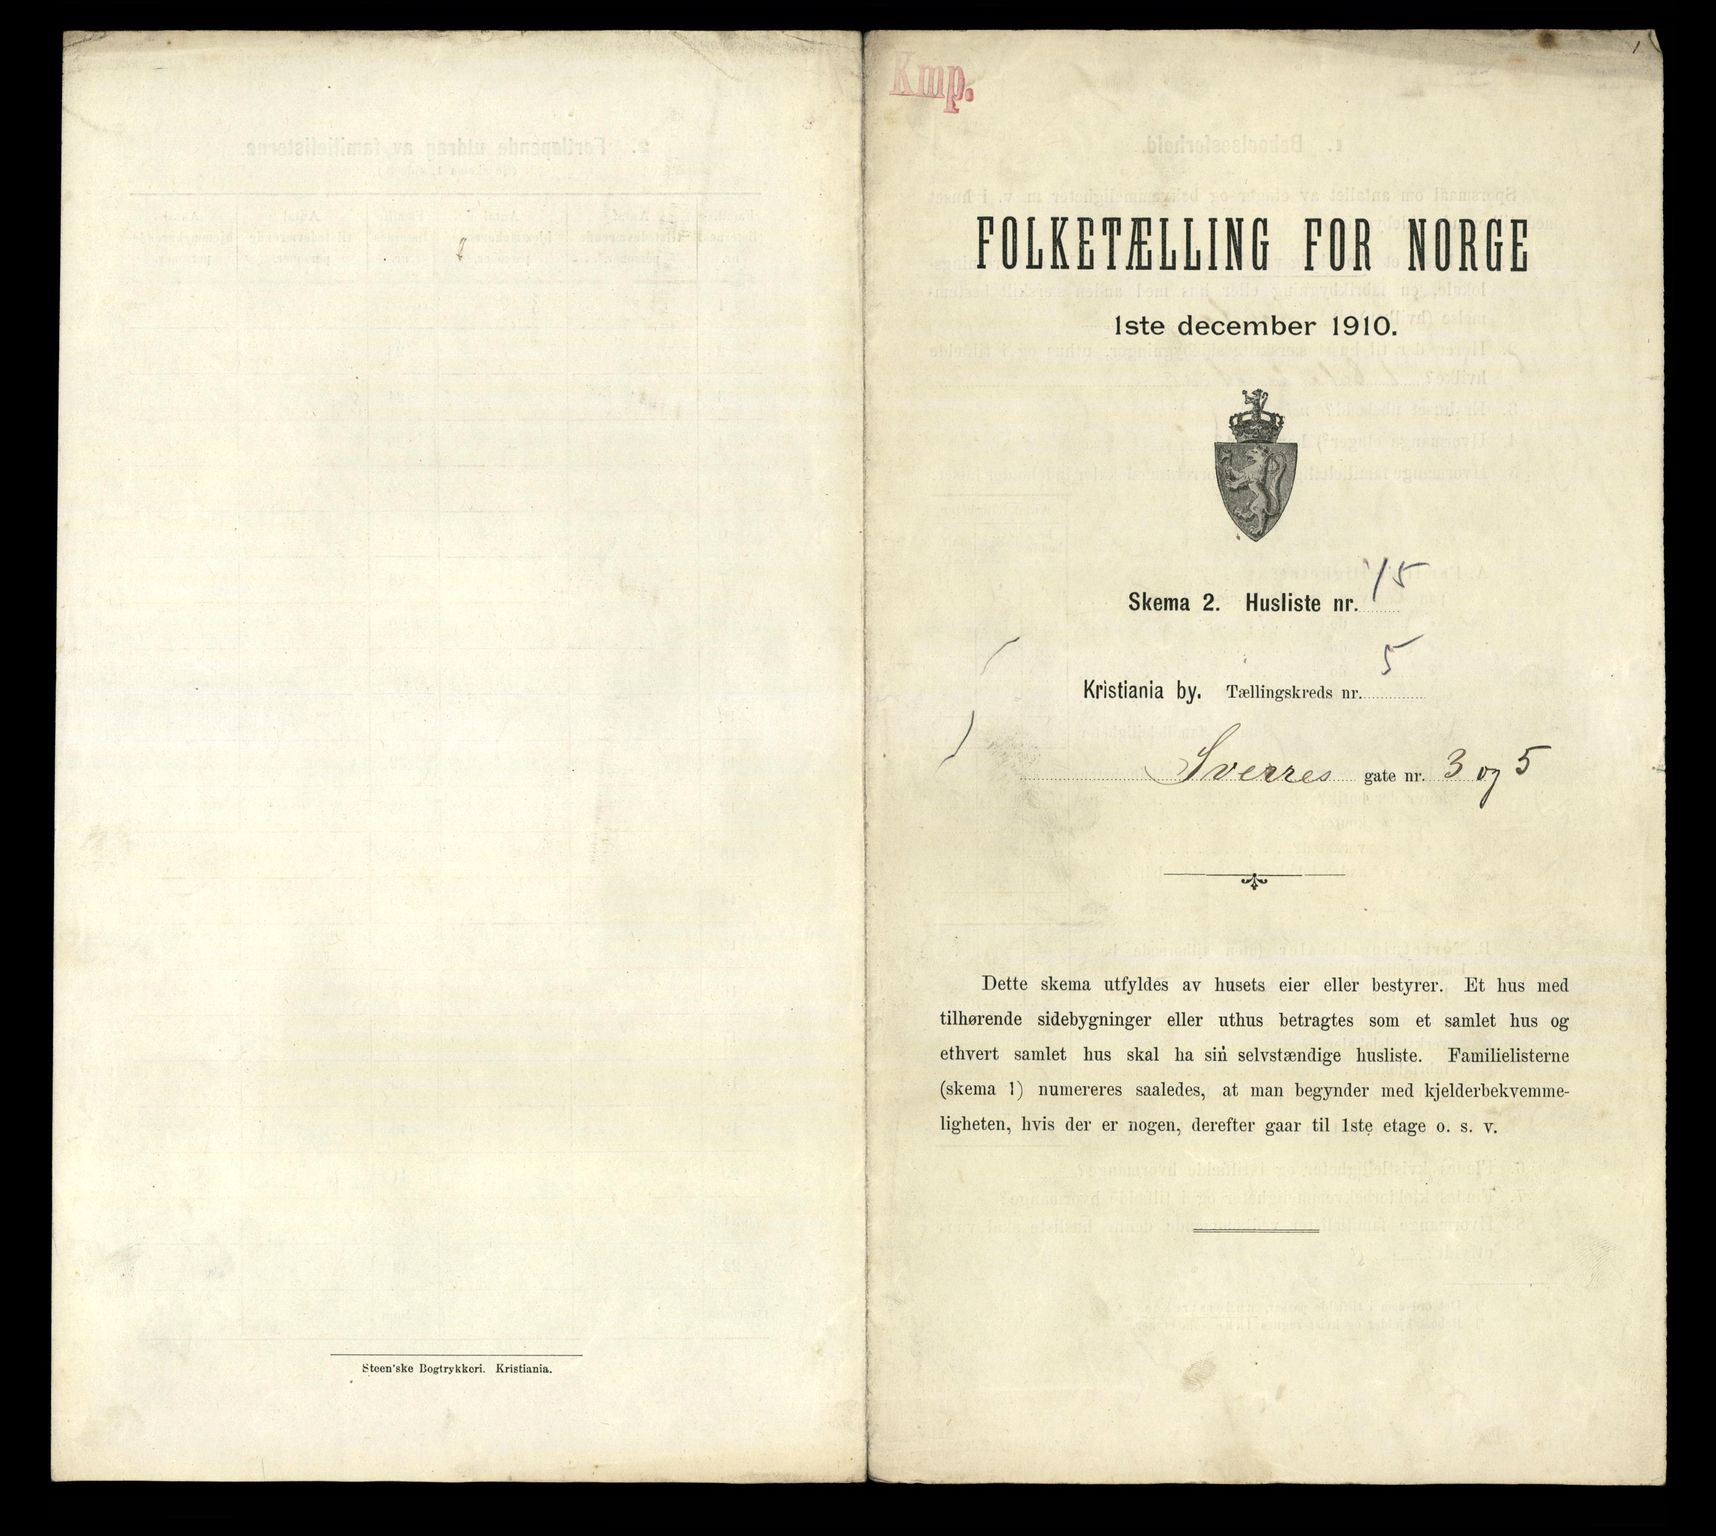 Kmp.
FOLKETÆLLING FOR NORGE
1ste december 1910.
Skema 2. Husliste nr. 15
Kristiania by. Tællingskreds nr. 5
Sverres gate nr. 3 og 5
Dette skema utfyldes av husets eier eller bestyrer. Et hus med
tilhørende sidebygninger eller uthus betragtes som et samlet hus og
ethvert samlet hus skal ha sin selvstændige husliste. Familielisterne
(skema 1) numereres saaledes, at man begynder med kjelderbekvemme-
ligheten, hvis der er nogen, derefter gaar til 1ste etage o. s. v.
Steen'ske Bogtrykkeri. Kristiania.